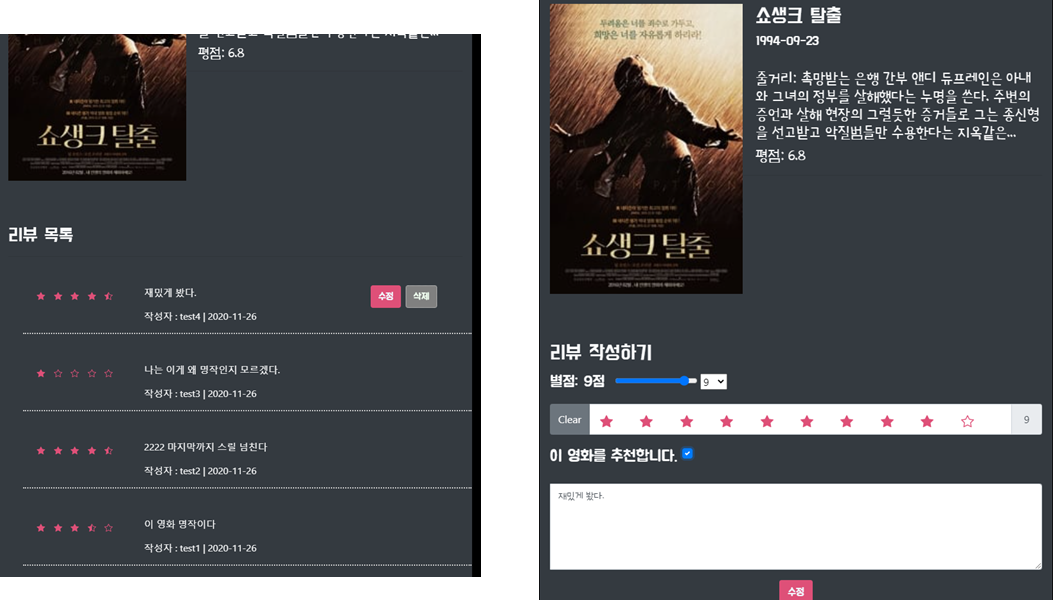 평점: 6.8
쇼생크 탈출
리뷰 목록
재밌게 봤다.
수정
삭제
작성자 : test4 | 2020-11-26
나는 이게 왜 명작인지 모르겠다.
작성자 : test3 | 2020-11-26
2222 마지막까지 스릴 넘친다
작성자 : test2 | 2020-11-26
이 영화 명작이다
작성자 : test1 | 2020-11-26
두려움은 너를 죄수로 가두고,
희망은 너를 자유롭게 하리라!
쇼생크 탈출
쇼생크 탈출
1994-09-23
줄거리: 촉망받는 은행 간부 앤디 듀프레인은 아내
와 그녀의 정부를 살해했다는 누명을 쓴다. 주변의
증언과 살해 현장의 그럴듯한 증거들로 그는 종신형
을 선고받고 악질범들만 수용한다는 지옥같은...
평점: 6.8
리뷰 작성하기
별점: 9점
9
Clear
9
이 영화를 추천합니다.
재밌게 봤다.
수정